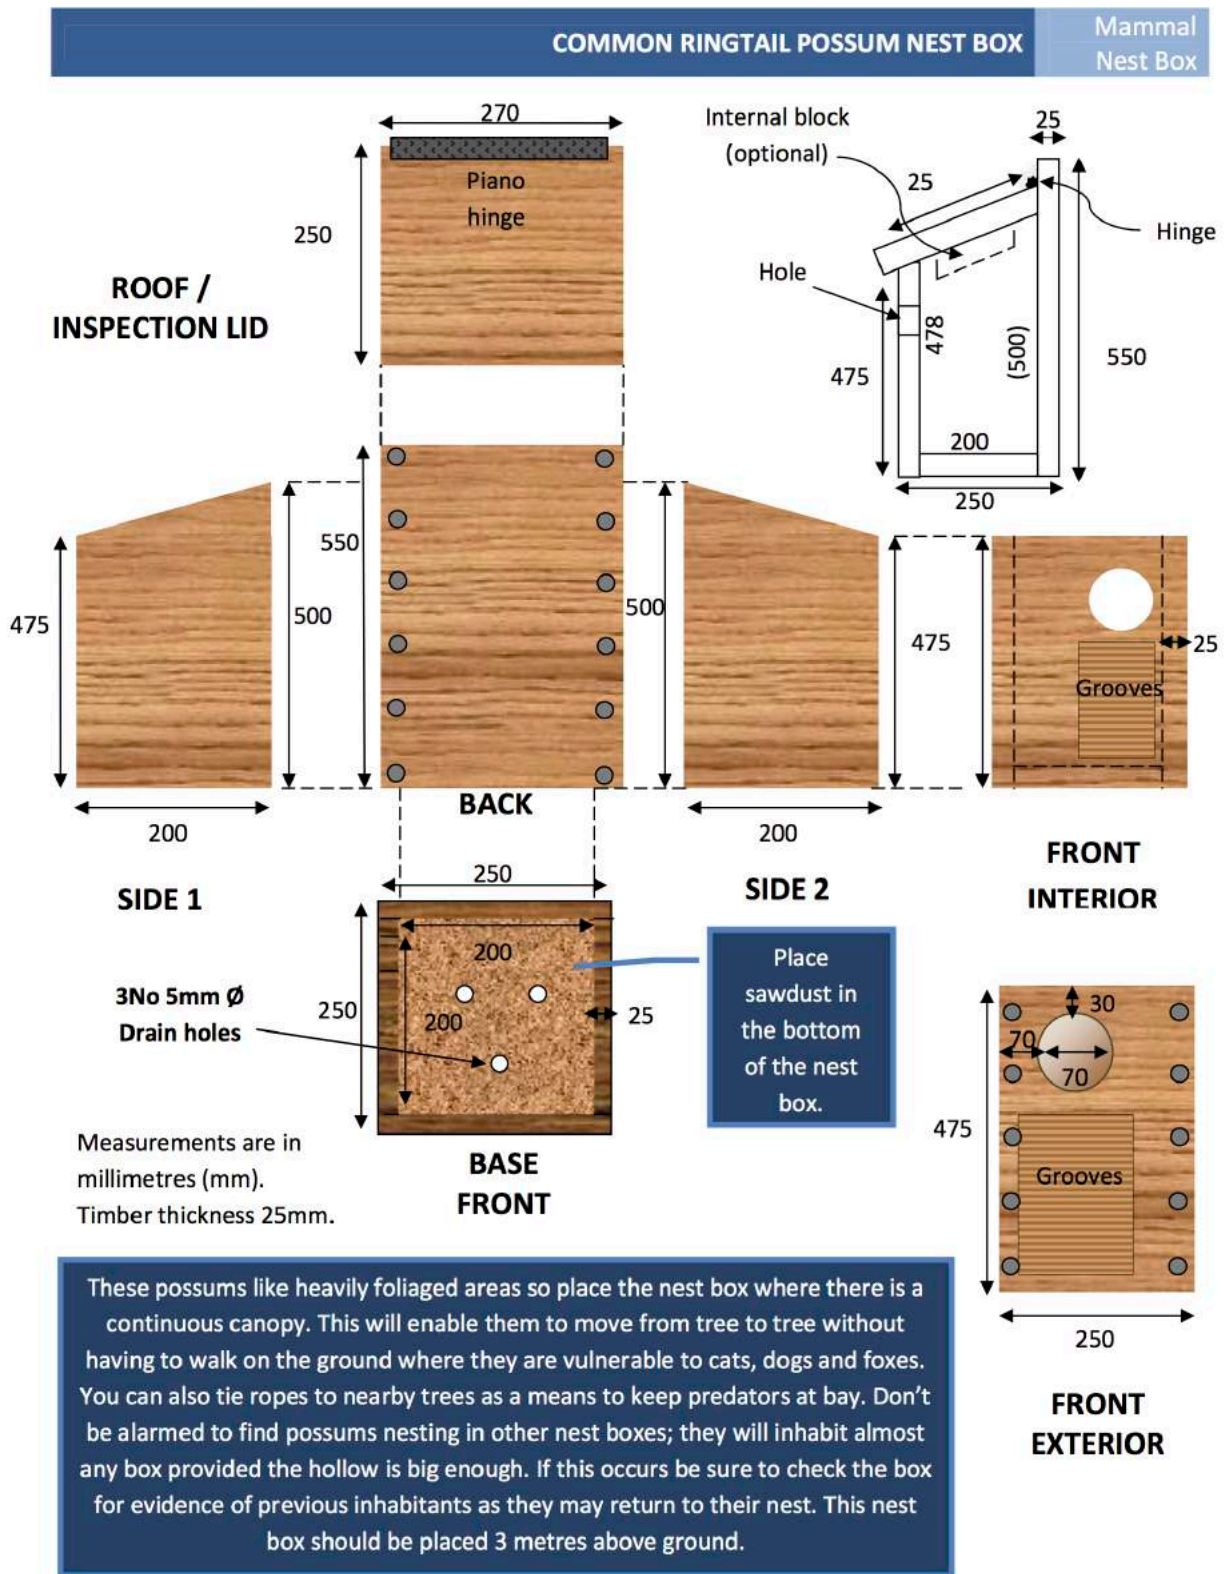 COMMON RINGTAIL POSSUM NEST BOX
Mammal
Nest Box
270
Piano
hinge
250
ROOF /
INSPECTION LID
Internal block
(optional)
25
25
Hinge
Hole
478
(500)
475
550
200
250
550
500
475
200
SIDE 1
BACK
500
475
200
SIDE 2
25
Grooves
FRONT
INTERIOR
250
200
200
250
25
3No 5mm Ø
Drain holes
BASE
FRONT
Place
sawdust in
the bottom
of the nest
box.
Measurements are in
millimetres (mm).
Timber thickness 25mm.
30
70
70
475
Grooves
250
FRONT
EXTERIOR
These possums like heavily foliaged areas so place the nest box where there is a
continuous canopy. This will enable them to move from tree to tree without
having to walk on the ground where they are vulnerable to cats, dogs and foxes.
You can also tie ropes to nearby trees as a means to keep predators at bay. Don't
be alarmed to find possums nesting in other nest boxes; they will inhabit almost
any box provided the hollow is big enough. If this occurs be sure to check the box
for evidence of previous inhabitants as they may return to their nest. This nest
box should be placed 3 metres above ground.